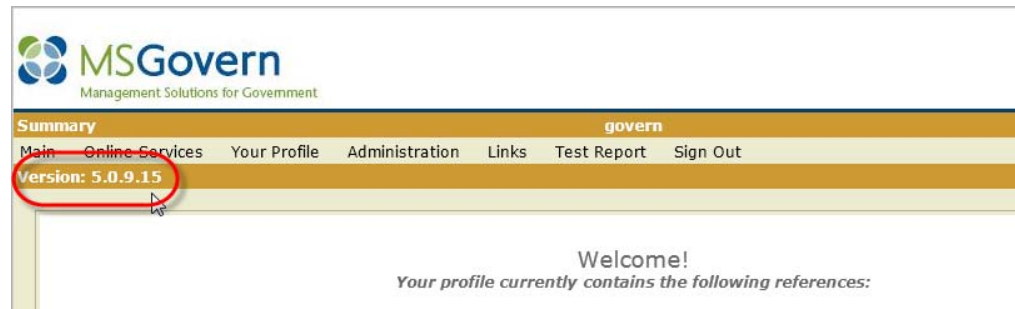 MSGovern
Management Solutions for Government
Summary govern
Main Online Services Your Profile Administration Links Test Report Sign Out
Version: 5.0.9.15
Welcome!
Your profile currently contains the following references: